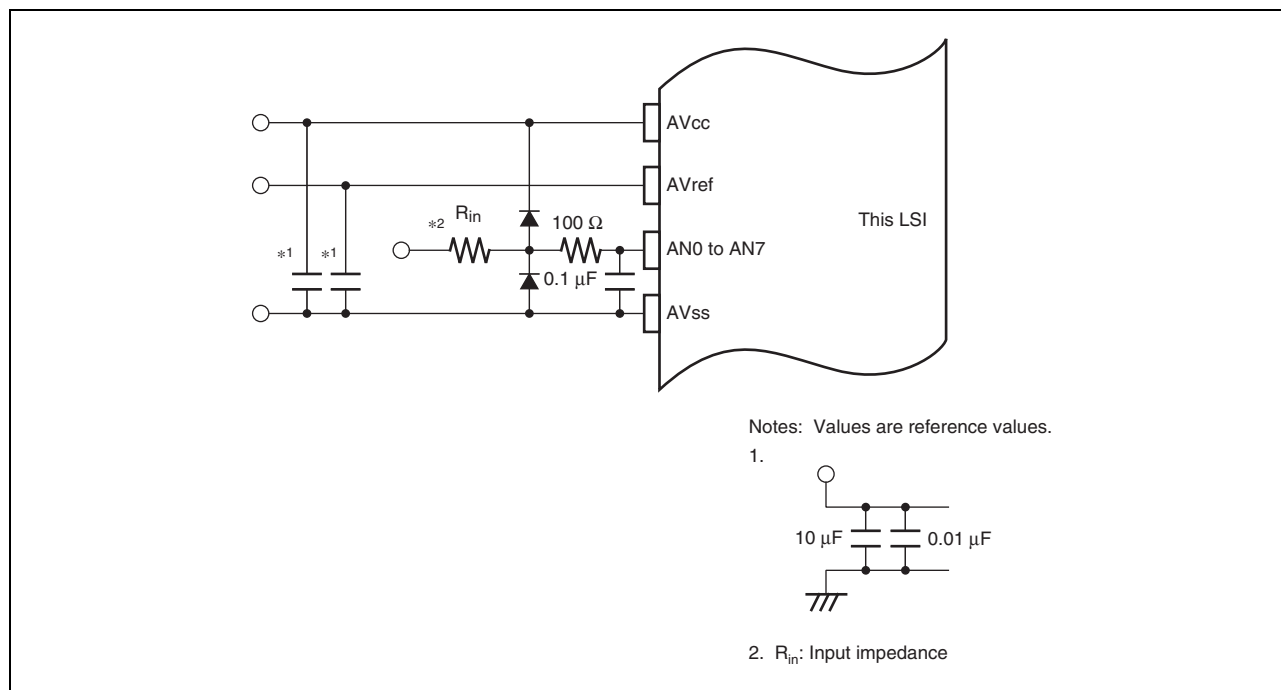 AVcc
AVref
*2 Rin 100 Ω
This LSI
AN0 to AN7
*1 *1
0.1 μF
AVss
Notes: Values are reference values.
1.
10 μF 0.01 μF
2. Rin: Input impedance